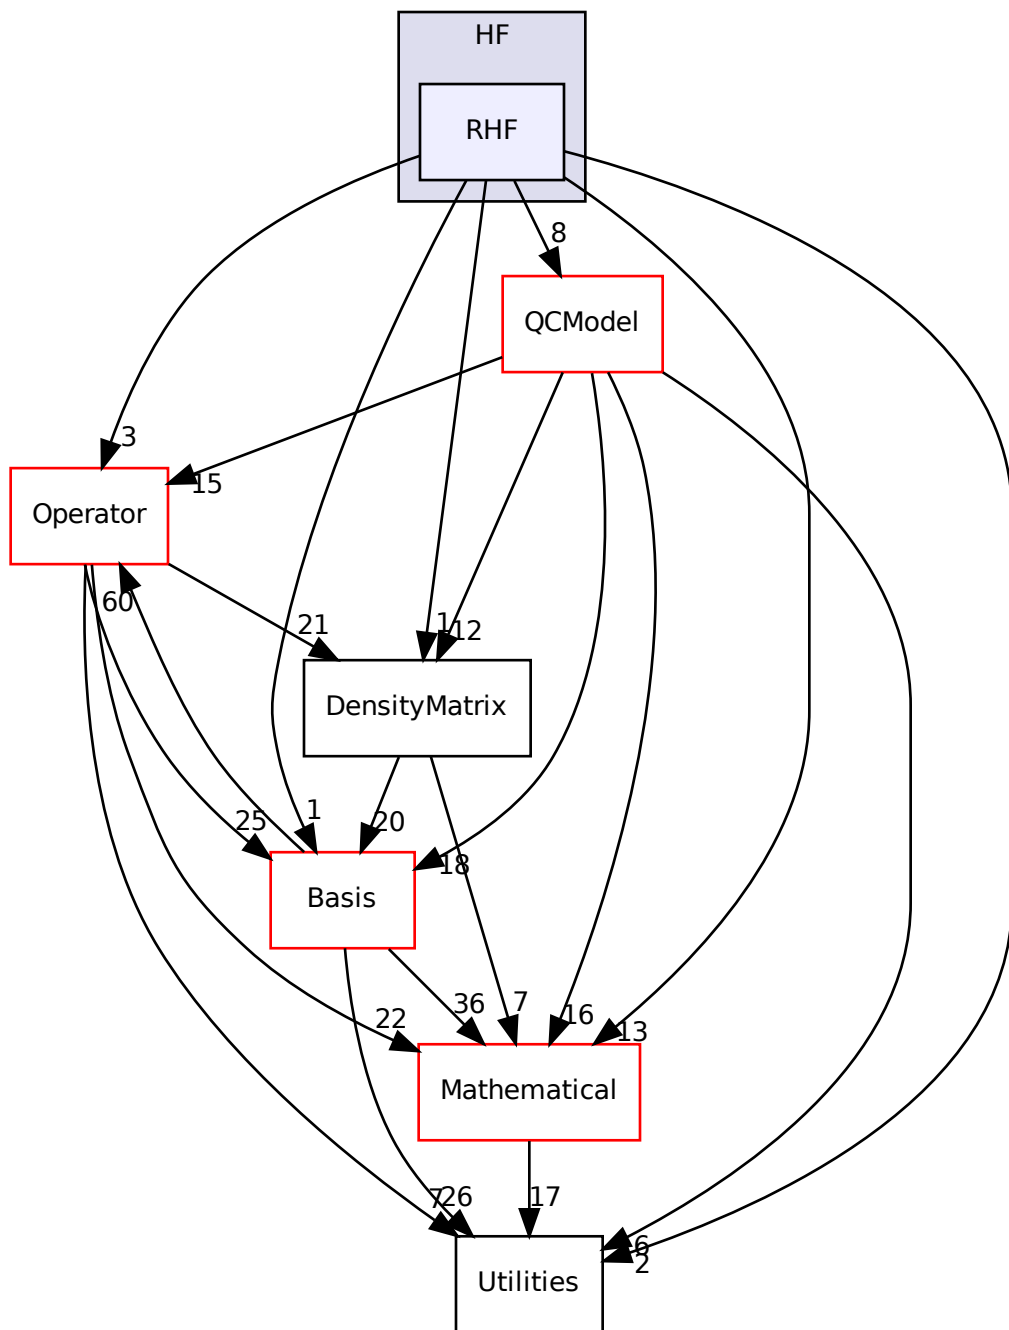 HF
RHF
8
QCModel
3
15
Operator
60
21
1
12
DensityMatrix
25
1
20
18
Basis
22
36
7
16
13
Mathematical
7
26
17
6
2
Utilities